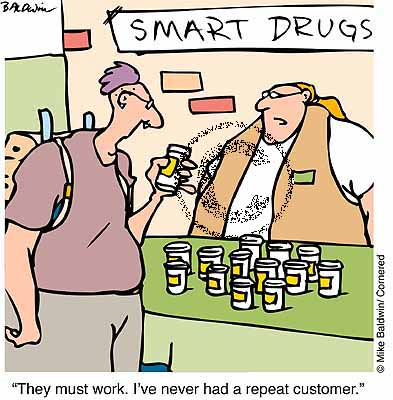 BALDWIN
SMART DRUGS
© Mike Baldwin/ Cornered
"They must work. I've never had a repeat customer."